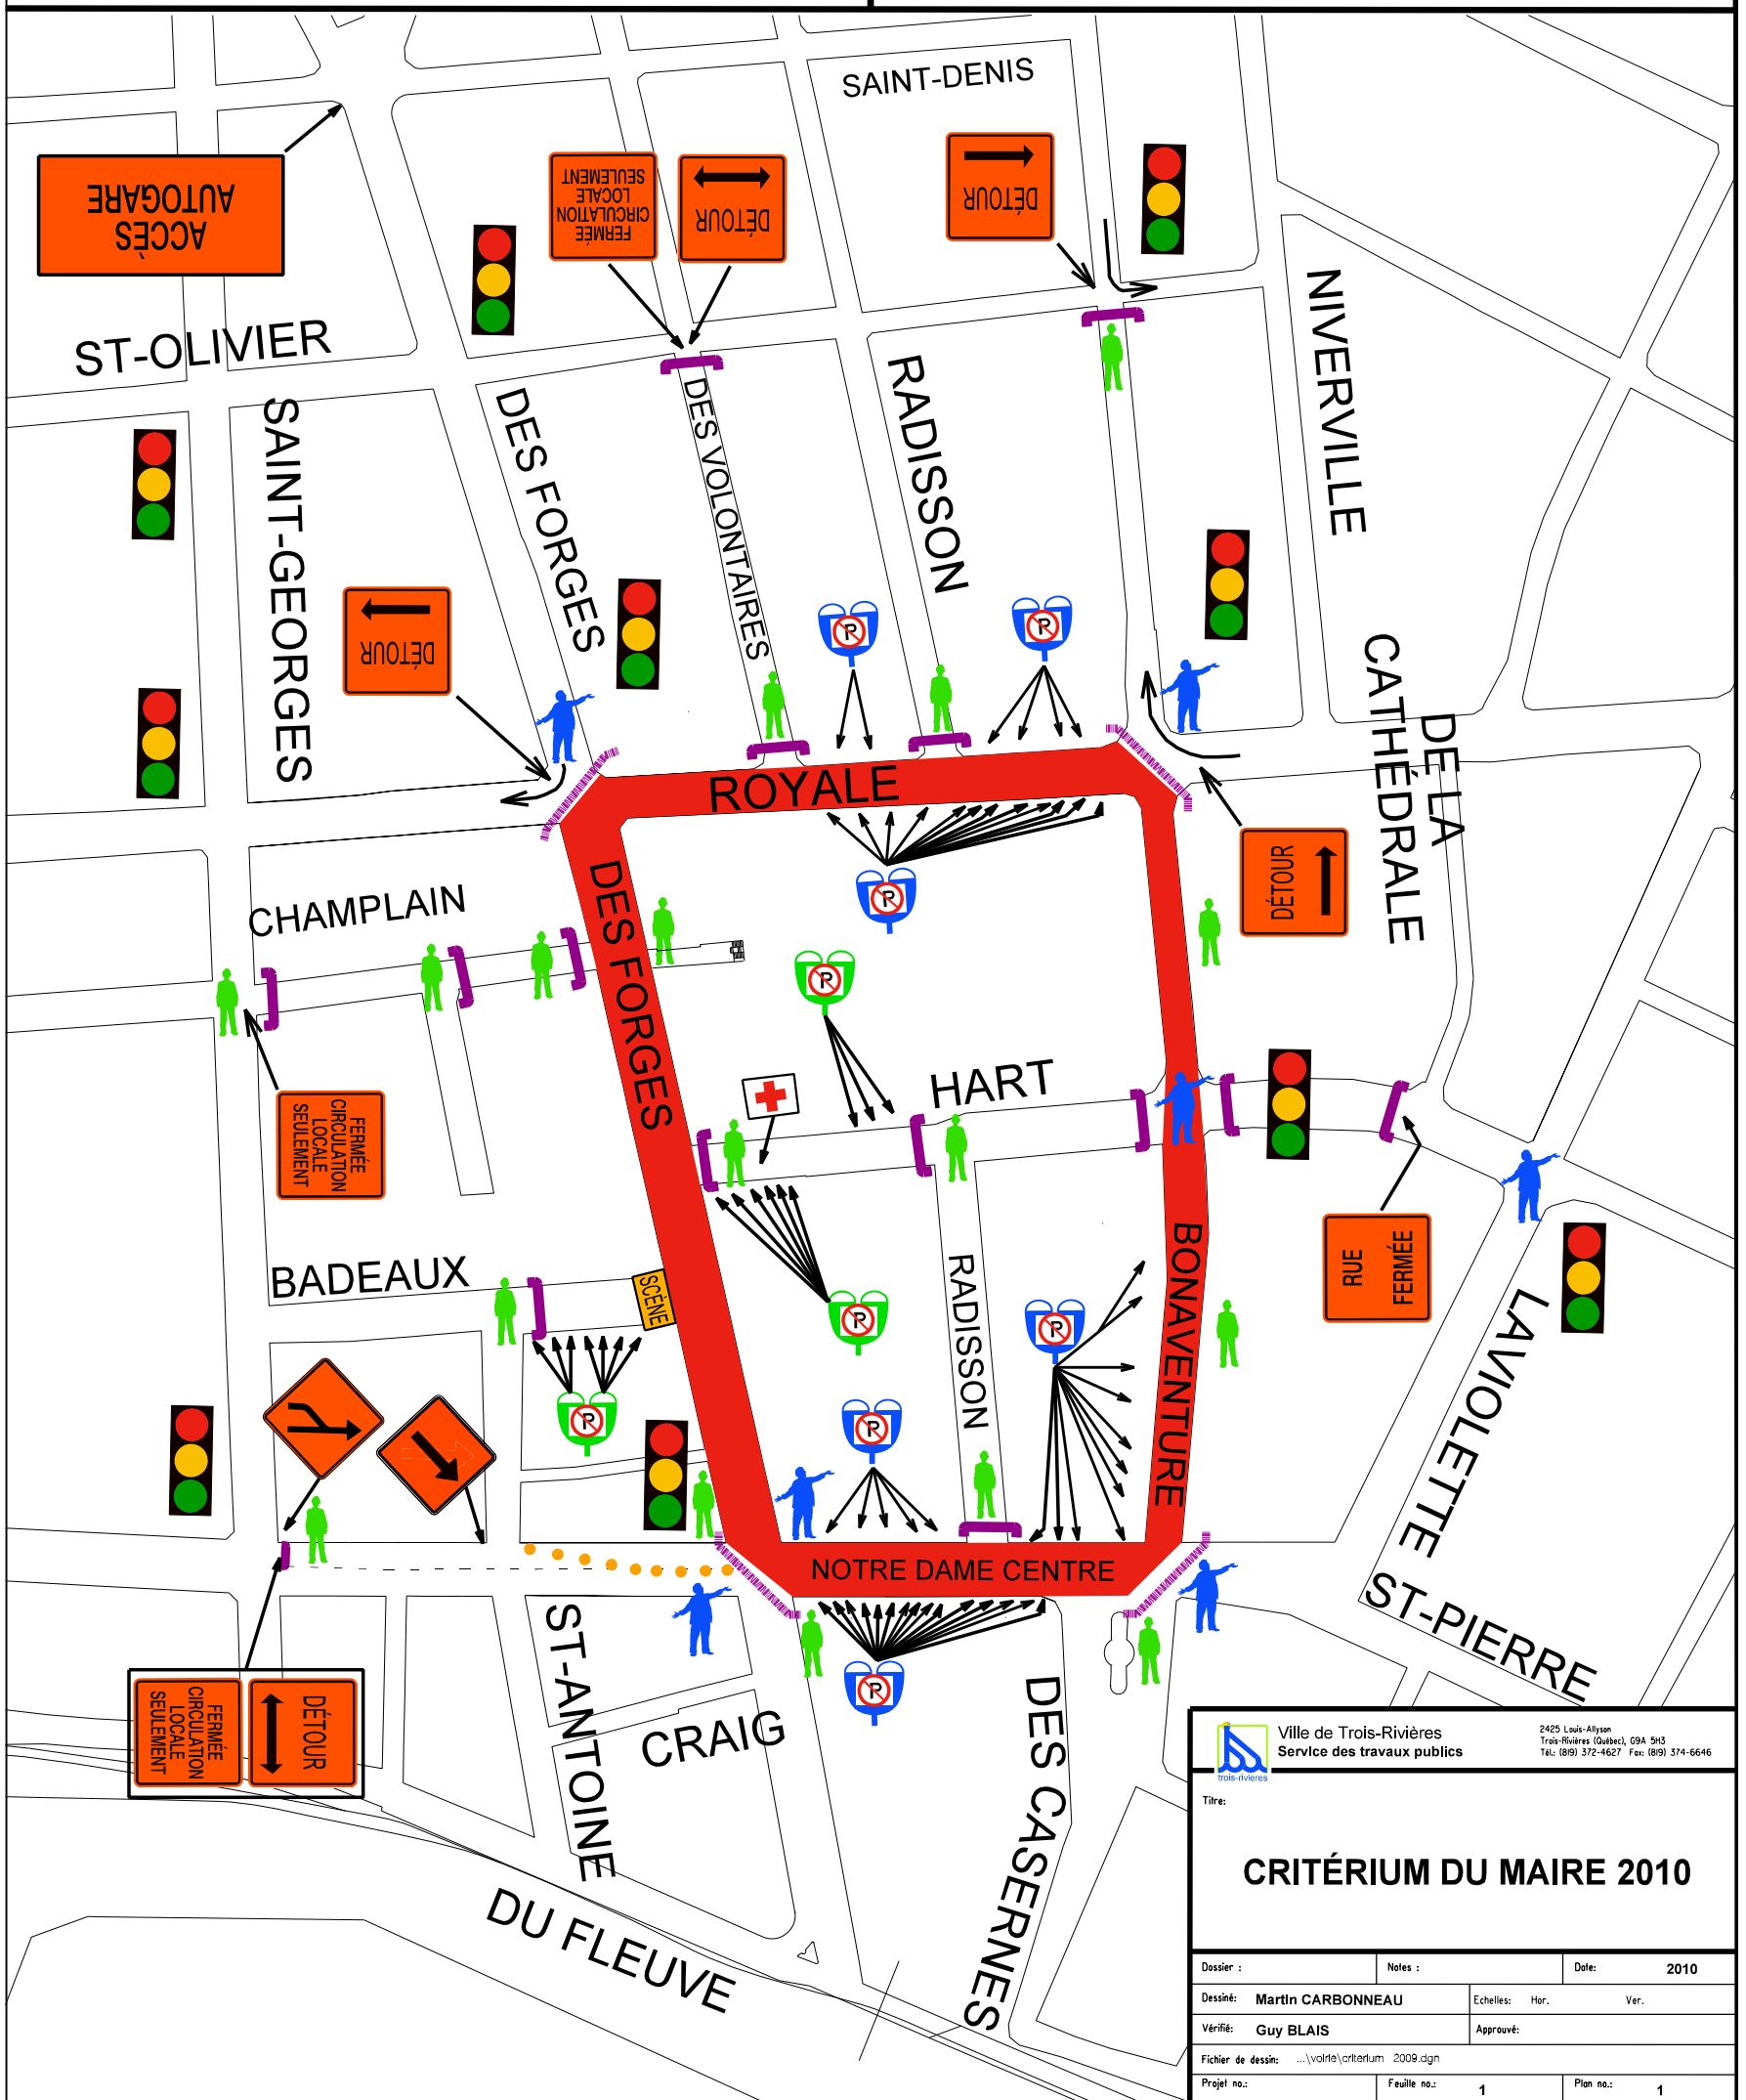 SAINT-DENIS
ACCÈS
AUTOGARE
FERMÉE
CIRCULATION
LOCALE
SEULEMENT
DÉTOUR
DÉTOUR
ST-OLIVIER
NIVERVILLE
RADISSON
DES VOLONTAIRES
DES FORGES
SAINT-GEORGES
DÉTOUR
P
P
DE LA
CATHÉDRALE
ROYALE
DÉTOUR
P
CHAMPLAIN
DES FORGES
P
HART
FERMÉE
CIRCULATION
LOCALE
SEULEMENT
RUE
FERMÉE
BADEAUX
SCÈNE
RADISSON
P
P
BONAVENTURE
LAVIOLETTE
P
P
NOTRE DAME CENTRE
ST-PIERRE
ST-ANTOINE
CRAIG
P
DES CASERNES
FERMÉE
CIRCULATION
LOCALE
SEULEMENT
DÉTOUR
DU FLEUVE
trois-rivières
Ville de Trois-Rivières
Service des travaux publics
2425 Louis-Allyson
Trois-Rivières (Québec), G9A 5H3
Tél.: (819) 372-4627 Fax: (819) 374-6646
Titre:
CRITÉRIUM DU MAIRE 2010
Dossier :
Notes :
Date: 2010
Dessiné: Martin CARBONNEAU
Echelles: Hor. Ver.
Vérifié: Guy BLAIS
Approuvé:
Fichier de dessin: ...\voirie\criterium 2009.dgn
Projet no.:
Feuille no.: 1
Plan no.: 1